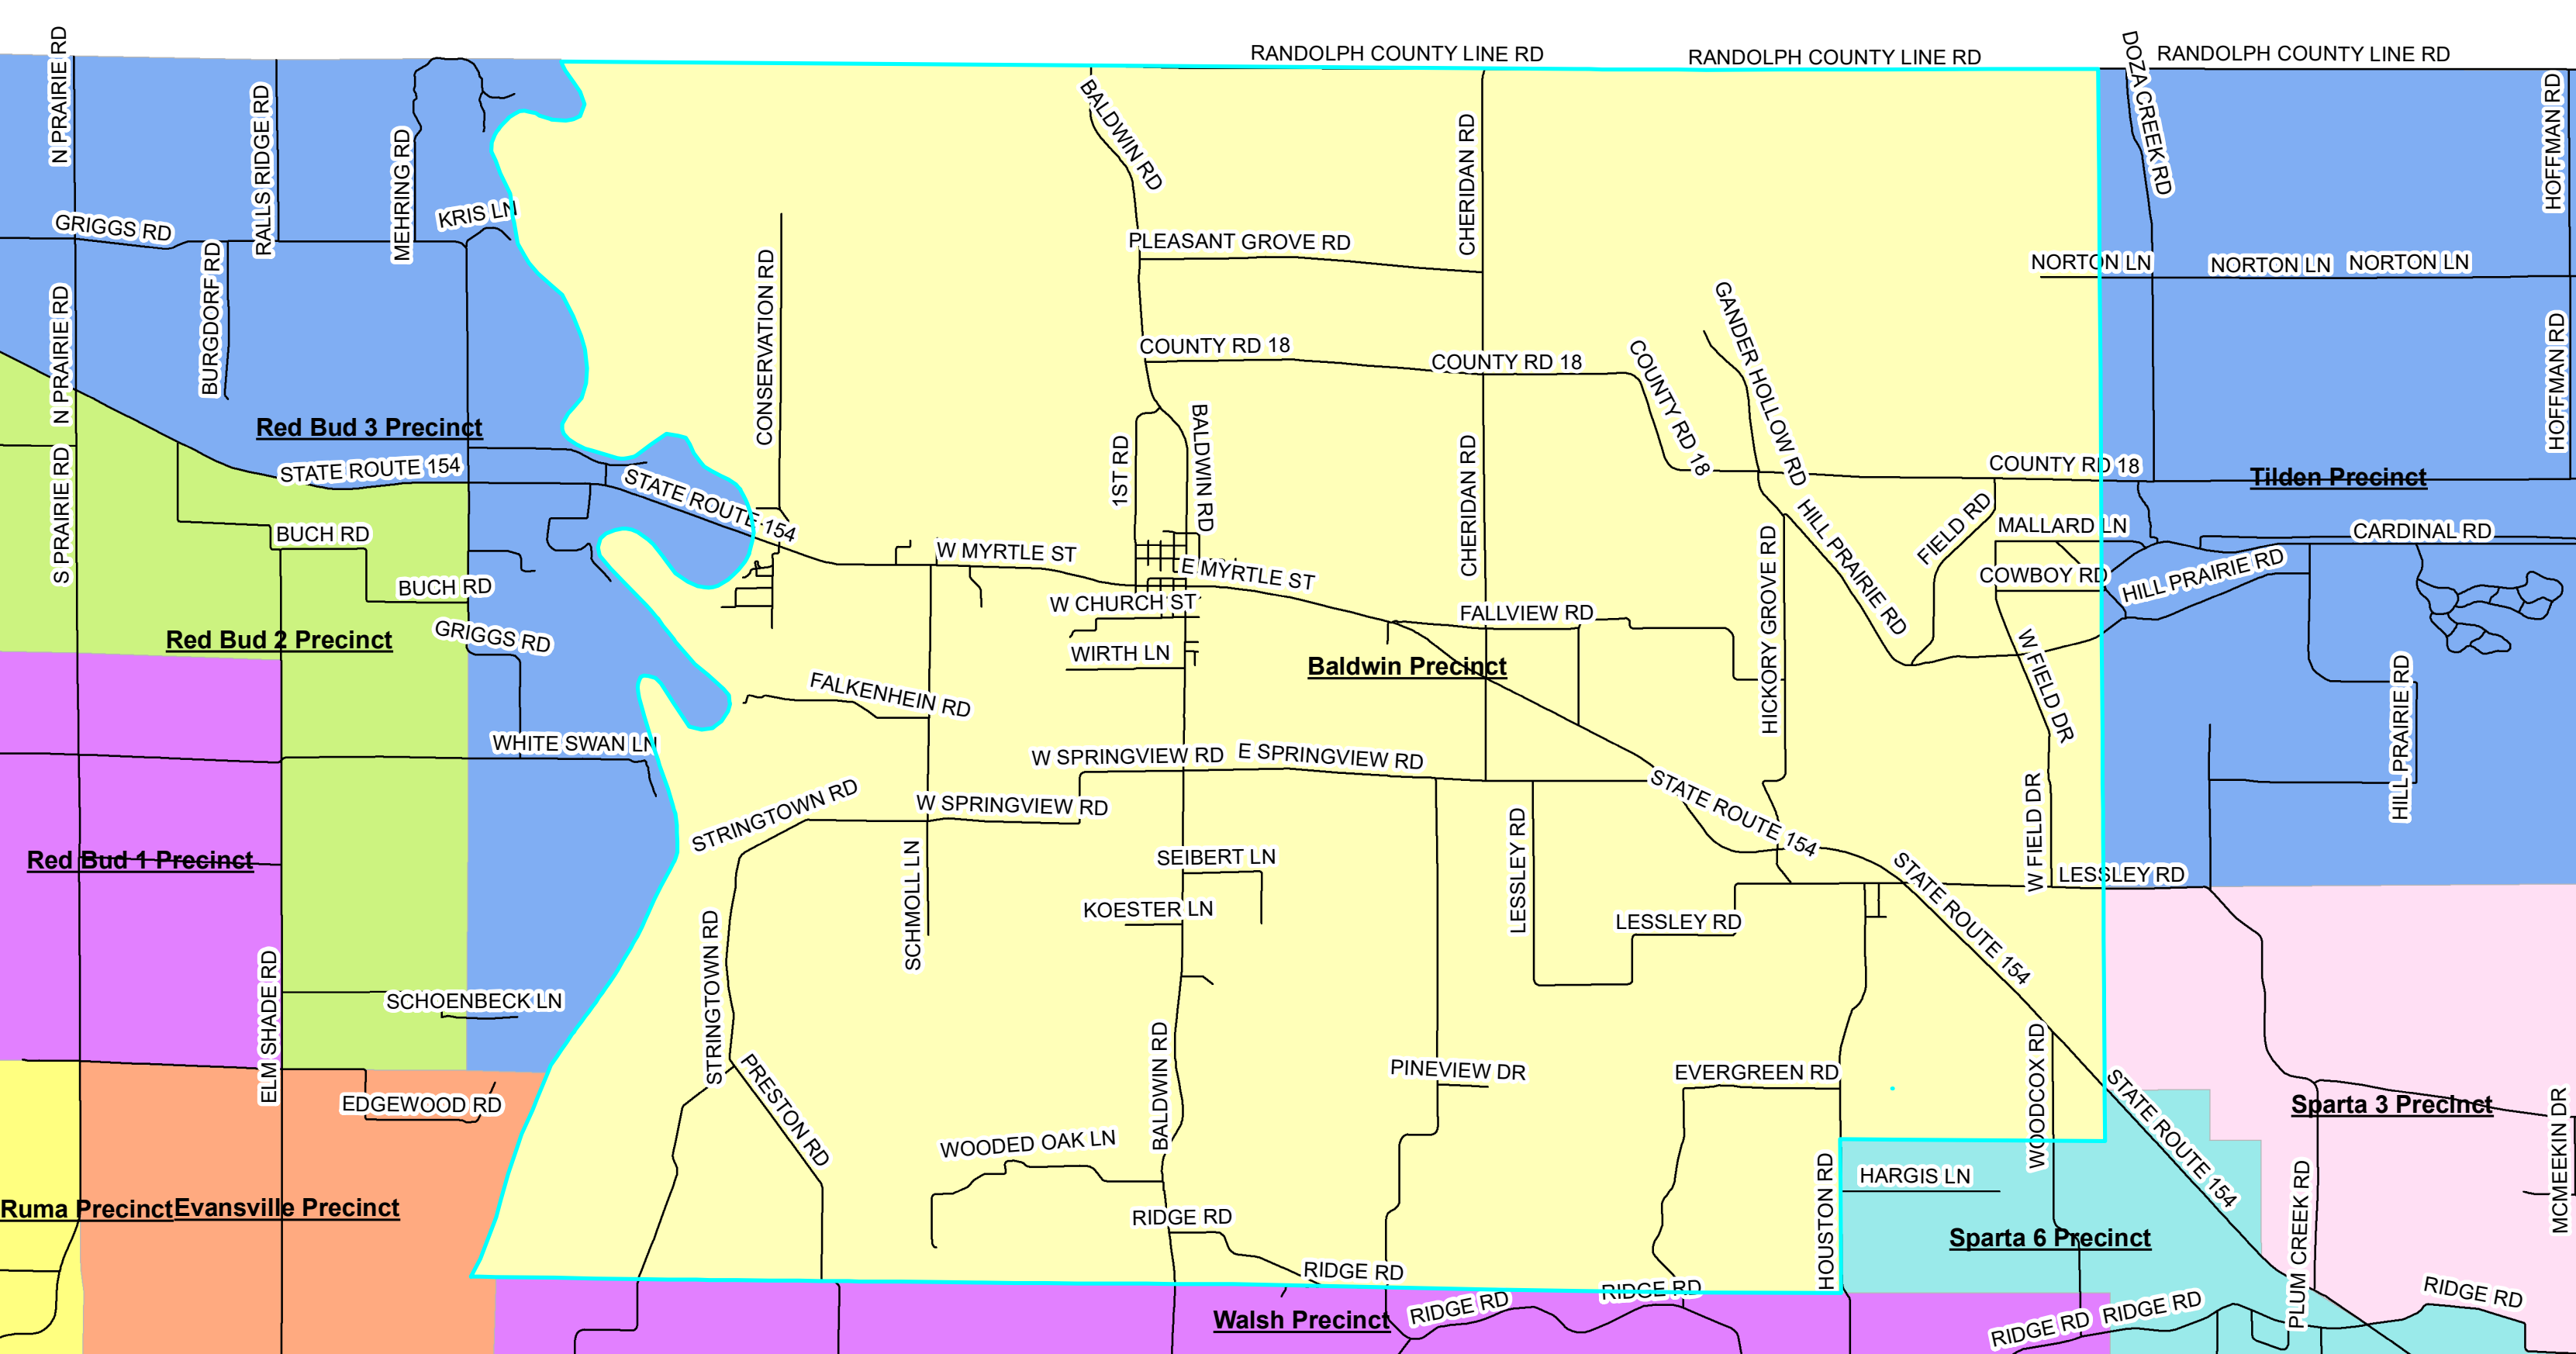 RANDOLPH COUNTY LINE RD
RANDOLPH COUNTY LINE RD
RANDOLPH COUNTY LINE RD
N PRAIRIE RD
RALLS RIDGE RD
MEHRING RD
BALDWIN RD
CHERIDAN RD
DOZA CREEK RD
HOFFMAN RD
KRIS LN
GRIGGS RD
BURGDORF RD
CONSERVATION RD
PLEASANT GROVE RD
NORTON LN
NORTON LN
NORTON LN
N PRAIRIE RD
GANDER HOLLOW RD
HOFFMAN RD
COUNTY RD 18
COUNTY RD 18
COUNTY RD 18
Red Bud 3 Precinct
STATE ROUTE 154
STATE ROUTE 154
S PRAIRIE RD
1ST RD
BALDWIN RD
CHERIDAN RD
COUNTY RD 18
Tilden Precinct
BUCH RD
BUCH RD
W MYRTLE ST
E MYRTLE ST
HICKORY GROVE RD
HILL PRAIRIE RD
FIELD RD
MALLARD LN
CARDINAL RD
COWBOY RD
HILL PRAIRIE RD
W CHURCH ST
FALLVIEW RD
Red Bud 2 Precinct
GRIGGS RD
WIRTH LN
Baldwin Precinct
W FIELD DR
HILL PRAIRIE RD
FALKENHEIN RD
WHITE SWAN LN
W SPRINGVIEW RD
E SPRINGVIEW RD
STRINGTOWN RD
W SPRINGVIEW RD
STATE ROUTE 154
W FIELD DR
Red Bud 1 Precinct
SCHMOLL LN
SEIBERT LN
LESSLEY RD
STATE ROUTE 154
LESSLEY RD
KOESTER LN
LESSLEY RD
STRINGTOWN RD
ELM SHADE RD
SCHOENBECK LN
BALDWIN RD
PINEVIEW DR
EVERGREEN RD
WOODCOX RD
EDGEWOOD RD
PRESTON RD
STATE ROUTE 154
Sparta 3 Precinct
MCMEEKIN DR
WOODED OAK LN
HOUSTON RD
HARGIS LN
PLUM CREEK RD
Ruma Precinct
Evansville Precinct
RIDGE RD
Sparta 6 Precinct
RIDGE RD
RIDGE RD
RIDGE RD
RIDGE RD
RIDGE RD
RIDGE RD
Walsh Precinct